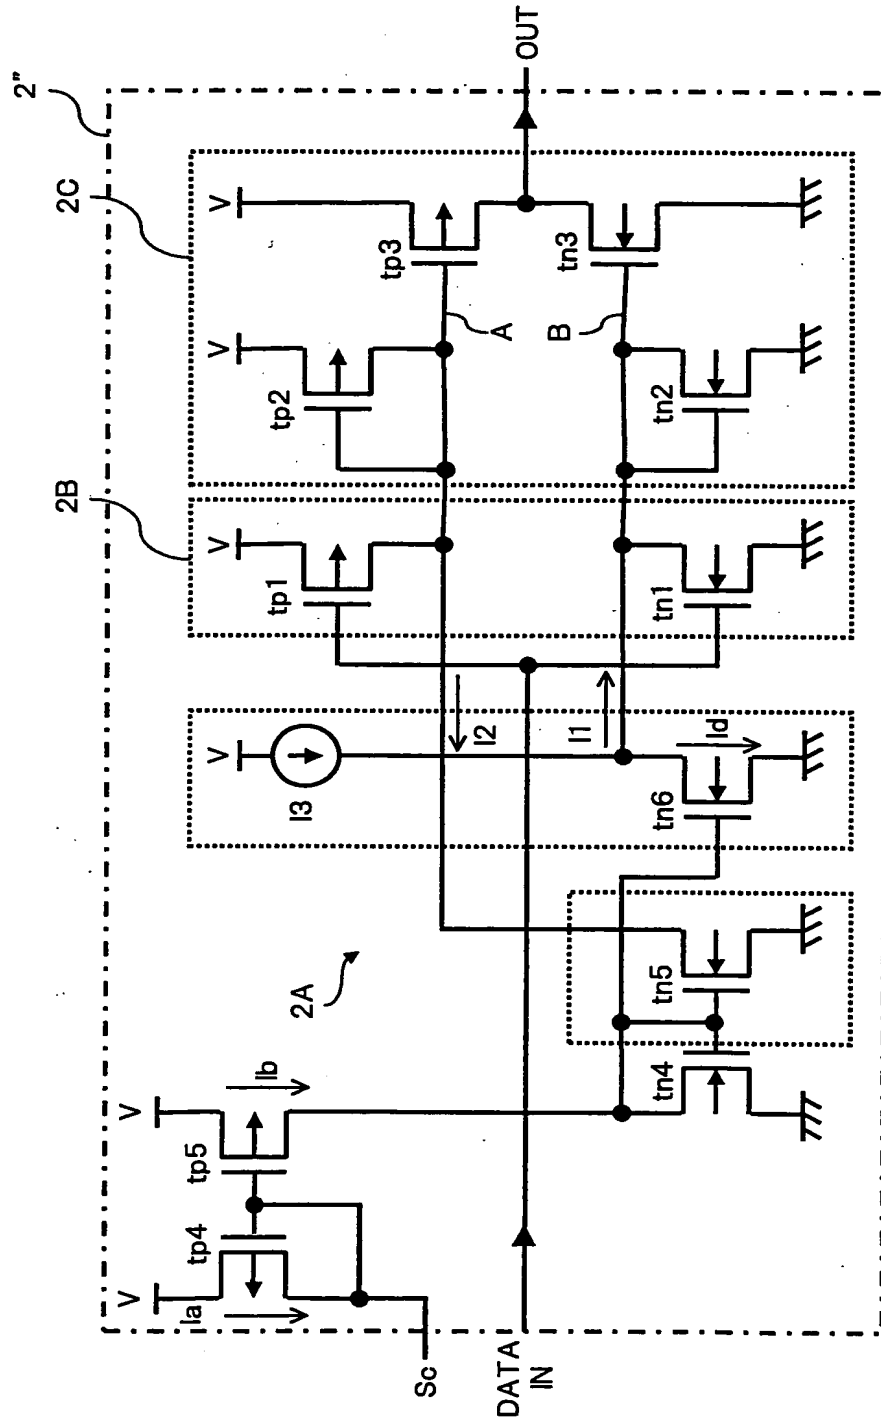 2"
2C
2B
2A
V
V
V
V
V
V
tp4
tp5
tp1
tp2
tp3
Ia
Ib
Sc
DATA
IN
OUT
I3
I2
I1
Id
A
B
tn4
tn5
tn6
tn1
tn2
tn3